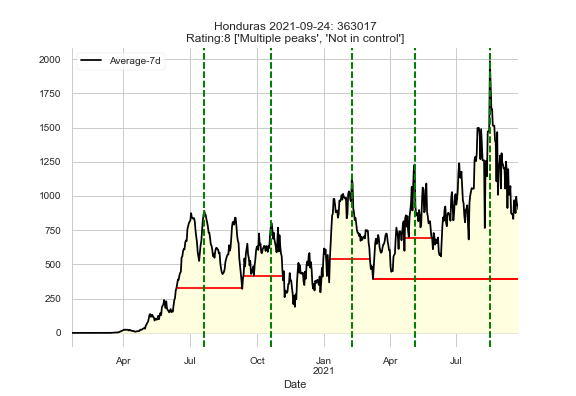 Honduras 2021-09-24: 363017
Rating:8 ['Multiple peaks', 'Not in control']
Average-7d
2000
1750
1500
1250
1000
750
500
250
0
Apr Jul Oct Jan Apr Jul
2021
Date